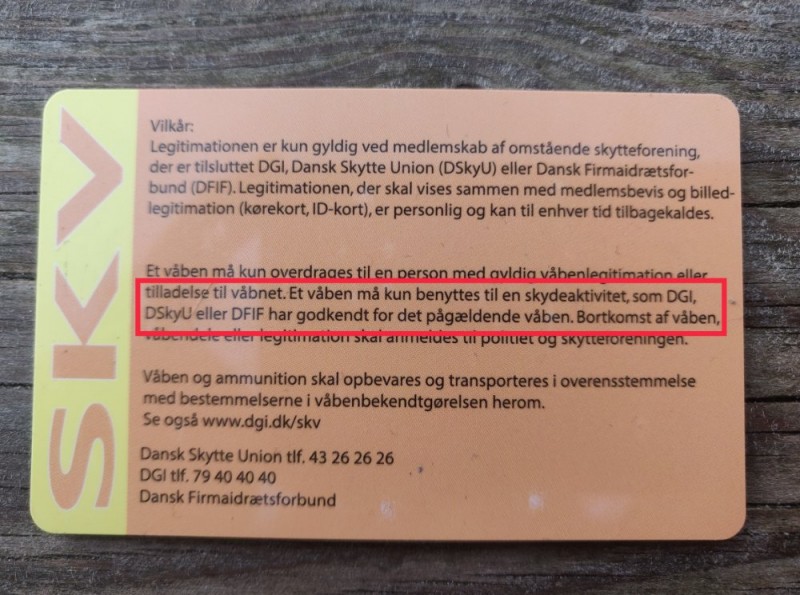 SKV
Vilkår:
Legitimationen er kun gyldig ved medlemskab af omstående skytteforening,
der er tilsluttet DGI, Dansk Skytte Union (DSkyU) eller Dansk Firmaidrætsfor-
bund (DFIF). Legitimationen, der skal vises sammen med medlemsbevis og billed-
legitimation (kørekort, ID-kort), er personlig og kan til enhver tid tilbagekaldes.
Et våben må kun overdrages til en person med gyldig våbenlegitimation eller
tilladelse til våbnet. Et våben må kun benyttes til en skydeaktivitet, som DGI,
DSkyU eller DFIF har godkendt for det pågældende våben. Bortkomst af våben,
våbendele eller legitimation skal anmeldes til politiet og skytteforeningen.
Våben og ammunition skal opbevares og transporteres i overensstemmelse
med bestemmelserne i våbenbekendtgørelsen herom.
Se også www.dgi.dk/skv
Dansk Skytte Union tlf. 43 26 26 26
DGI tlf. 79 40 40 40
Dansk Firmaidrætsforbund